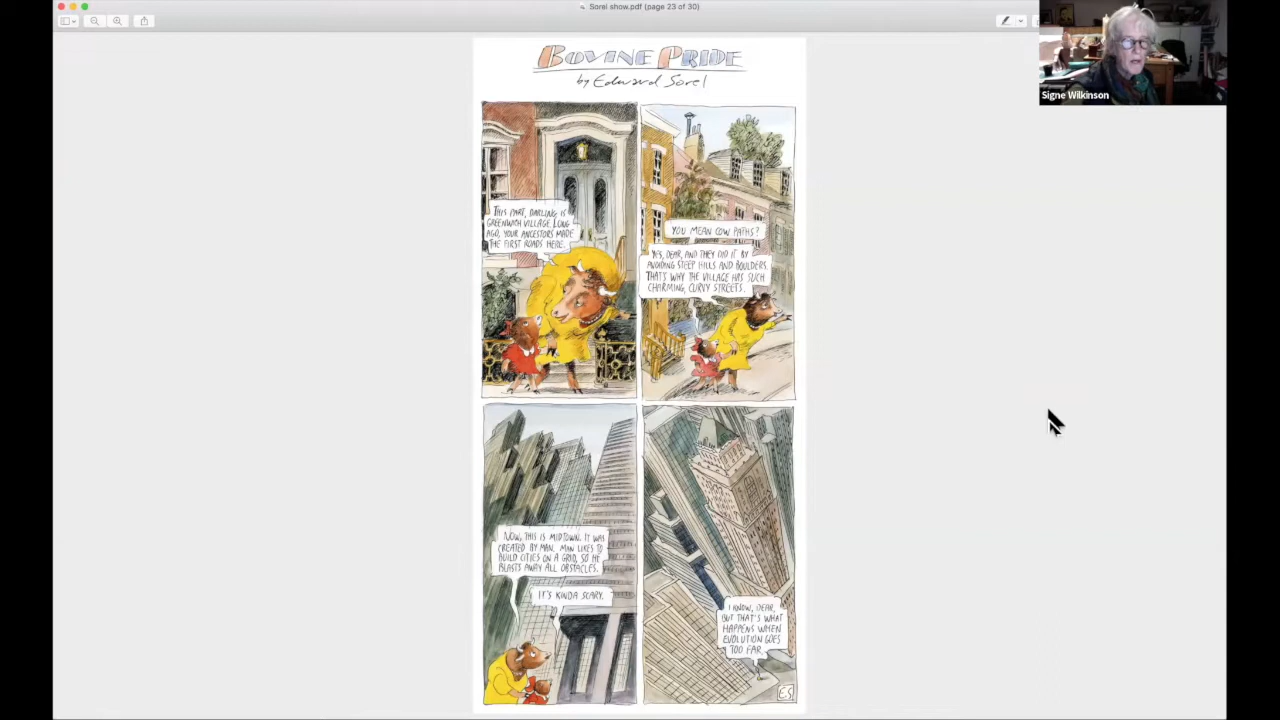 Sorel show.pdf (page 23 of 30)
Signe Wilkinson
BOVINE PRIDE
by Edward Sorel
THIS PART, DARLING IS
GREENWICH VILLAGE. LONG
AGO, YOUR ANCESTORS MADE
THE FIRST ROADS HERE.
YOU MEAN COW PATHS?
YES, DEAR, AND THEY DID IT BY
AVOIDING STEEP HILLS AND BOULDERS.
THAT'S WHY THE VILLAGE HAS SUCH
CHARMING, CURVY STREETS.
NOW, THIS IS MIDTOWN. IT WAS
CREATED BY MAN. MAN LIKES TO
BUILD CITIES ON A GRID, SO HE
BLASTS AWAY ALL OBSTACLES.
IT'S KINDA SCARY.
I KNOW, DEAR,
BUT THAT'S WHAT
HAPPENS WHEN
EVOLUTION GOES
TOO FAR.
ES